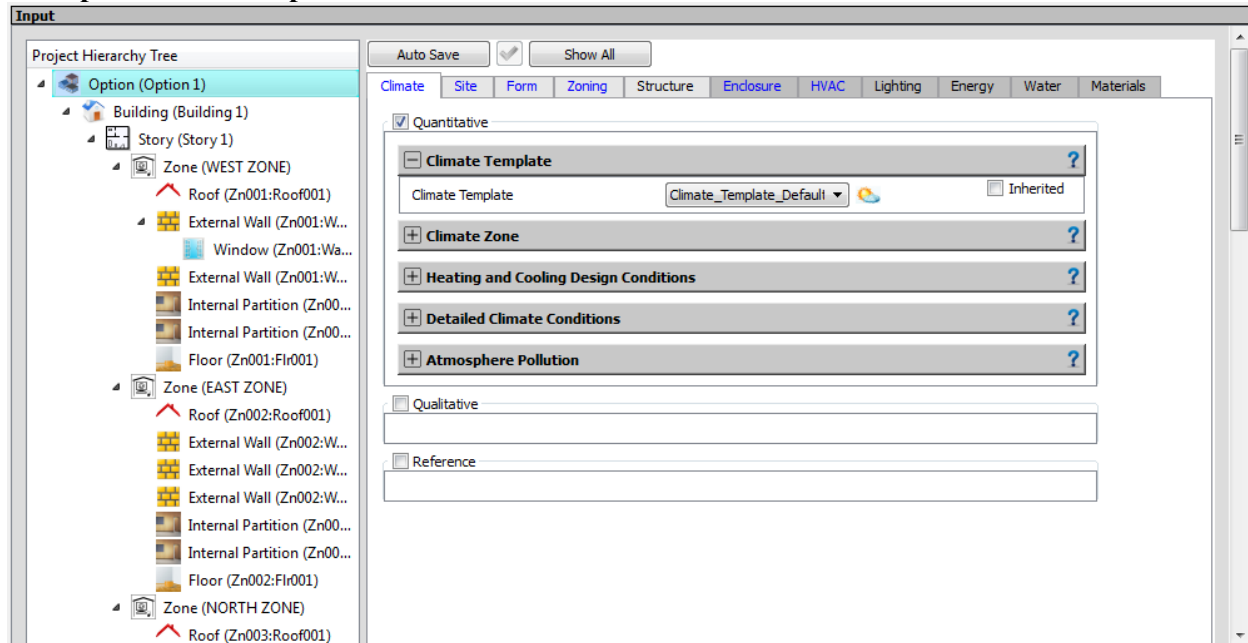 Input
Project Hierarchy Tree
Option (Option 1)
Building (Building 1)
Story (Story 1)
Zone (WEST ZONE)
Roof (Zn001:Roof001)
External Wall (Zn001:W...
Window (Zn001:Wa...
External Wall (Zn001:W...
Internal Partition (Zn00...
Internal Partition (Zn00...
Floor (Zn001:Flr001)
Zone (EAST ZONE)
Roof (Zn002:Roof001)
External Wall (Zn002:W...
External Wall (Zn002:W...
External Wall (Zn002:W...
Internal Partition (Zn00...
Internal Partition (Zn00...
Floor (Zn002:Flr001)
Zone (NORTH ZONE)
Roof (Zn003:Roof001)
Auto Save Show All
Climate Site Form Zoning Structure Enclosure HVAC Lighting Energy Water Materials
Quantitative
Climate Template ?
Climate Template Climate_Template_Default Inherited
Climate Zone ?
Heating and Cooling Design Conditions ?
Detailed Climate Conditions ?
Atmosphere Pollution ?
Qualitative
Reference